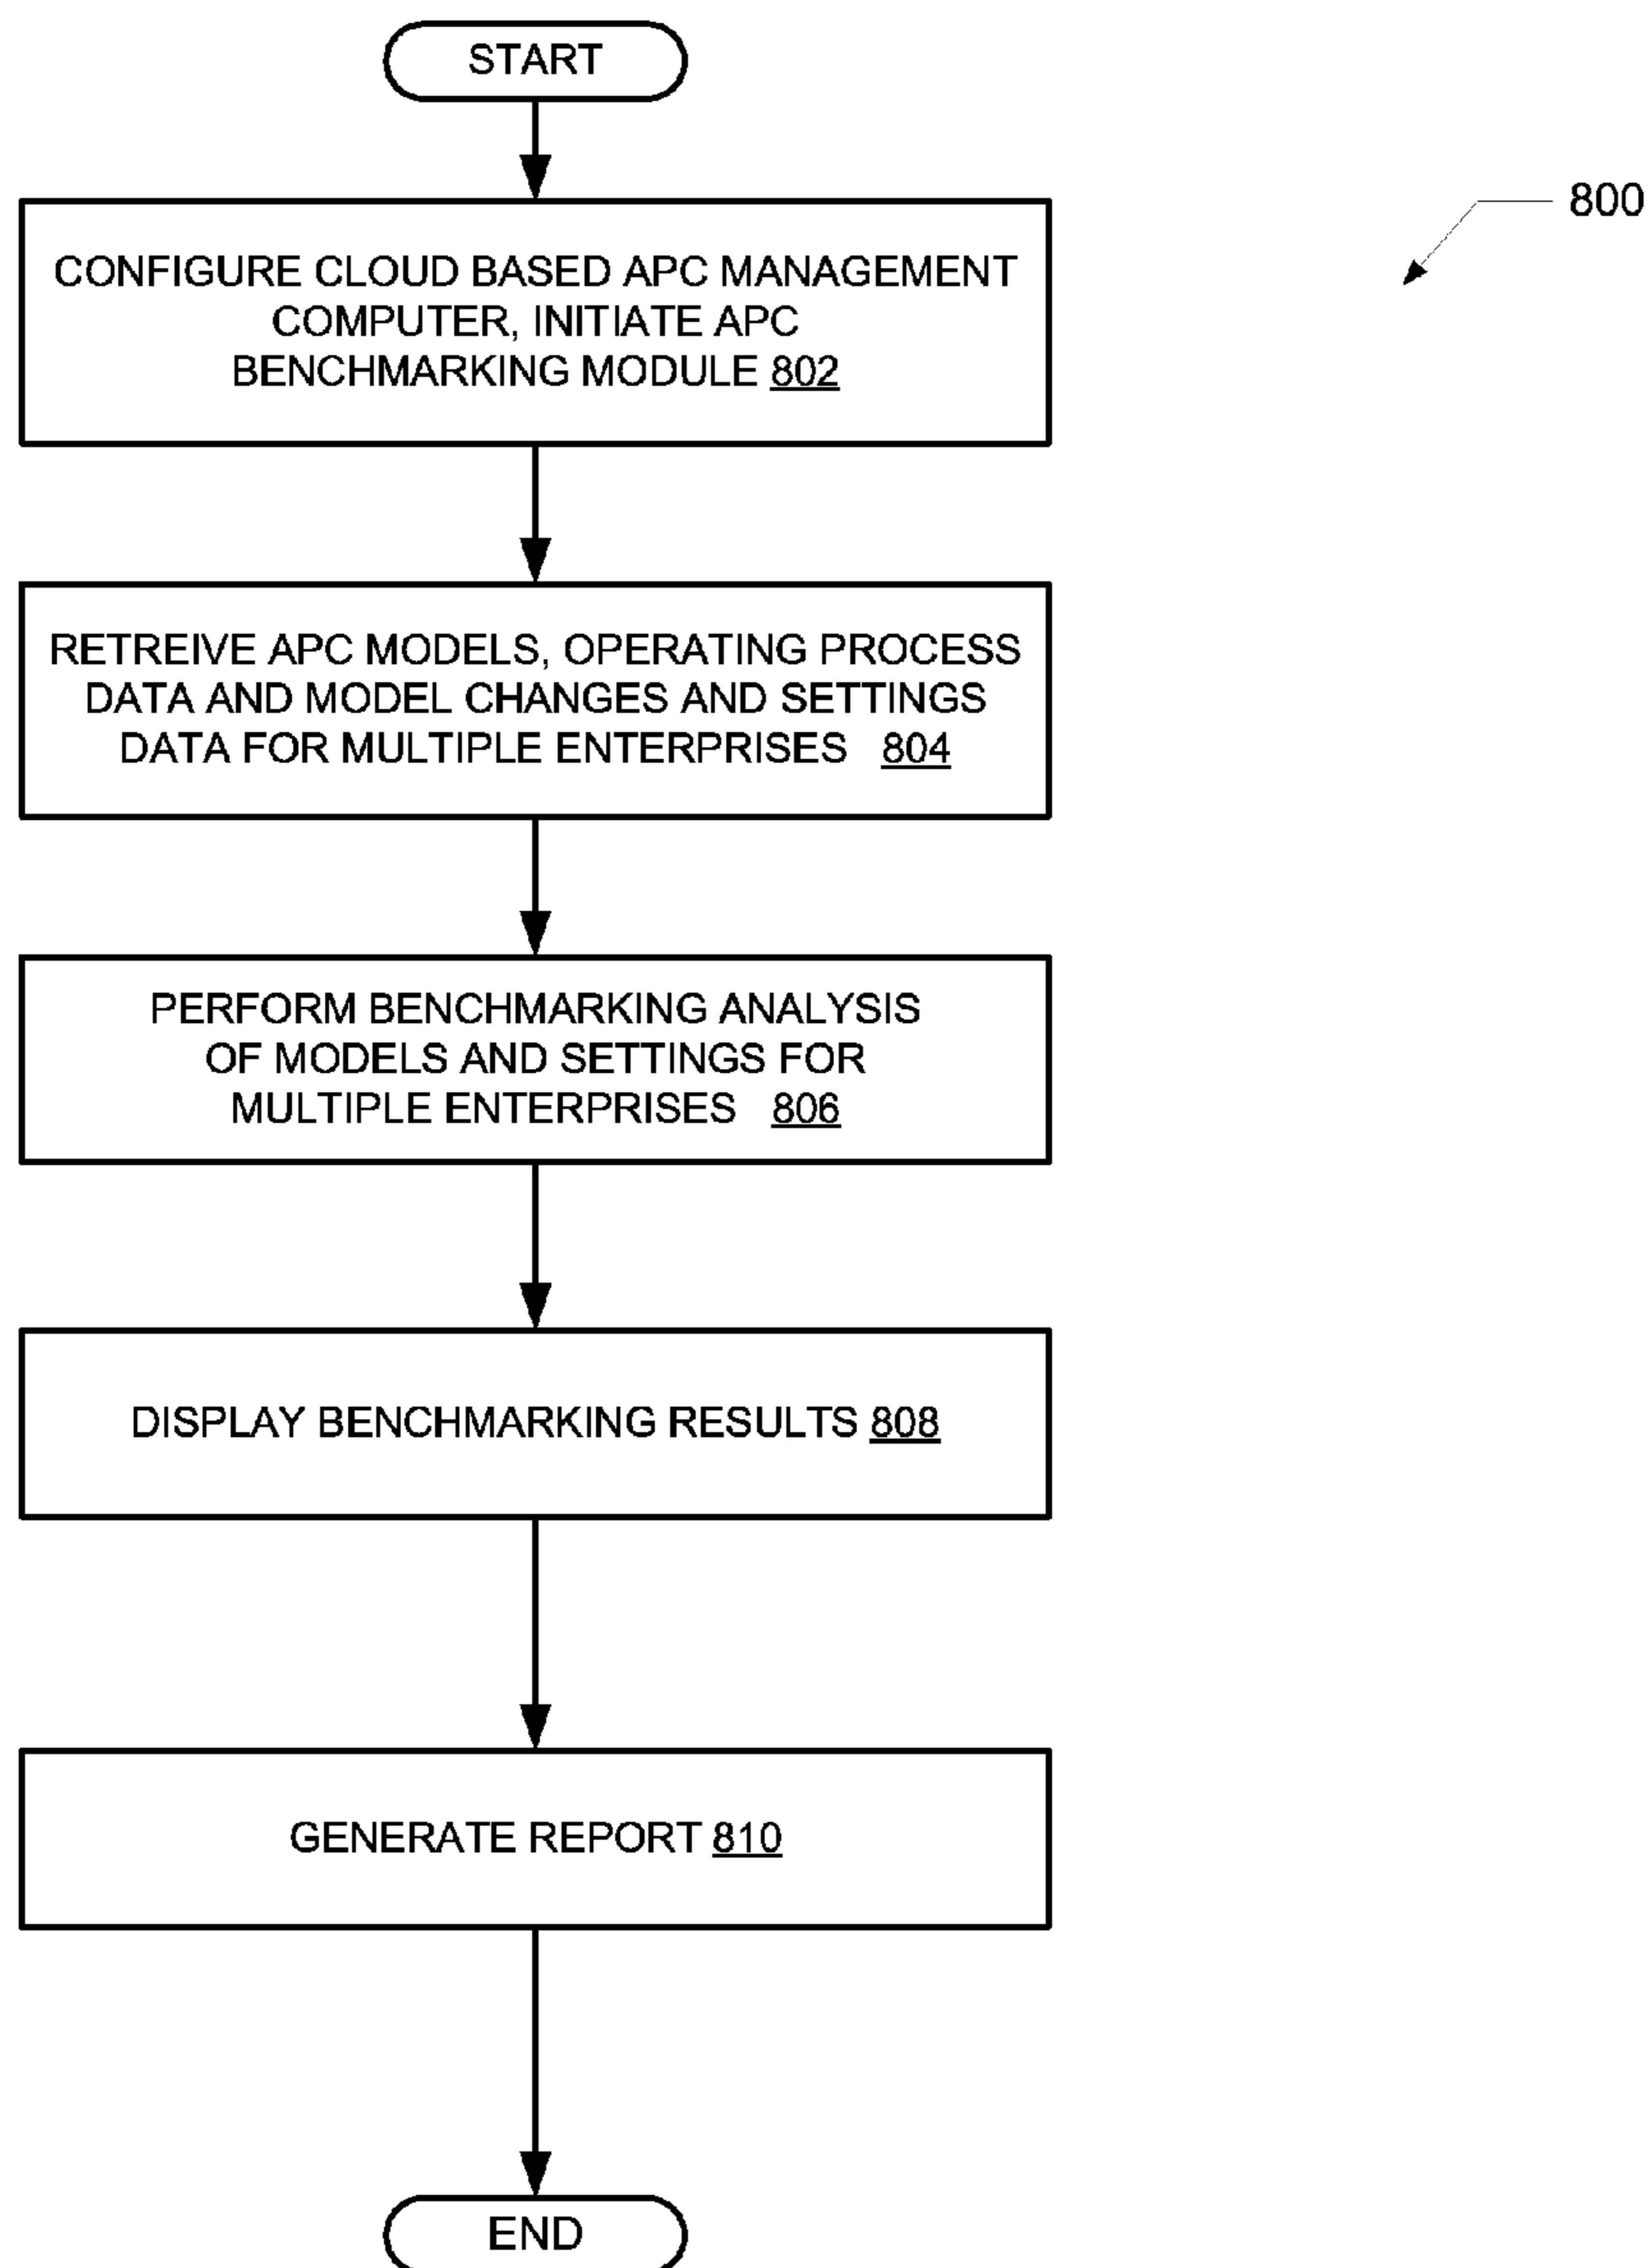 START
800
CONFIGURE CLOUD BASED APC MANAGEMENT
COMPUTER, INITIATE APC
BENCHMARKING MODULE 802
RETREIVE APC MODELS, OPERATING PROCESS
DATA AND MODEL CHANGES AND SETTINGS
DATA FOR MULTIPLE ENTERPRISES 804
PERFORM BENCHMARKING ANALYSIS
OF MODELS AND SETTINGS FOR
MULTIPLE ENTERPRISES 806
DISPLAY BENCHMARKING RESULTS 808
GENERATE REPORT 810
END